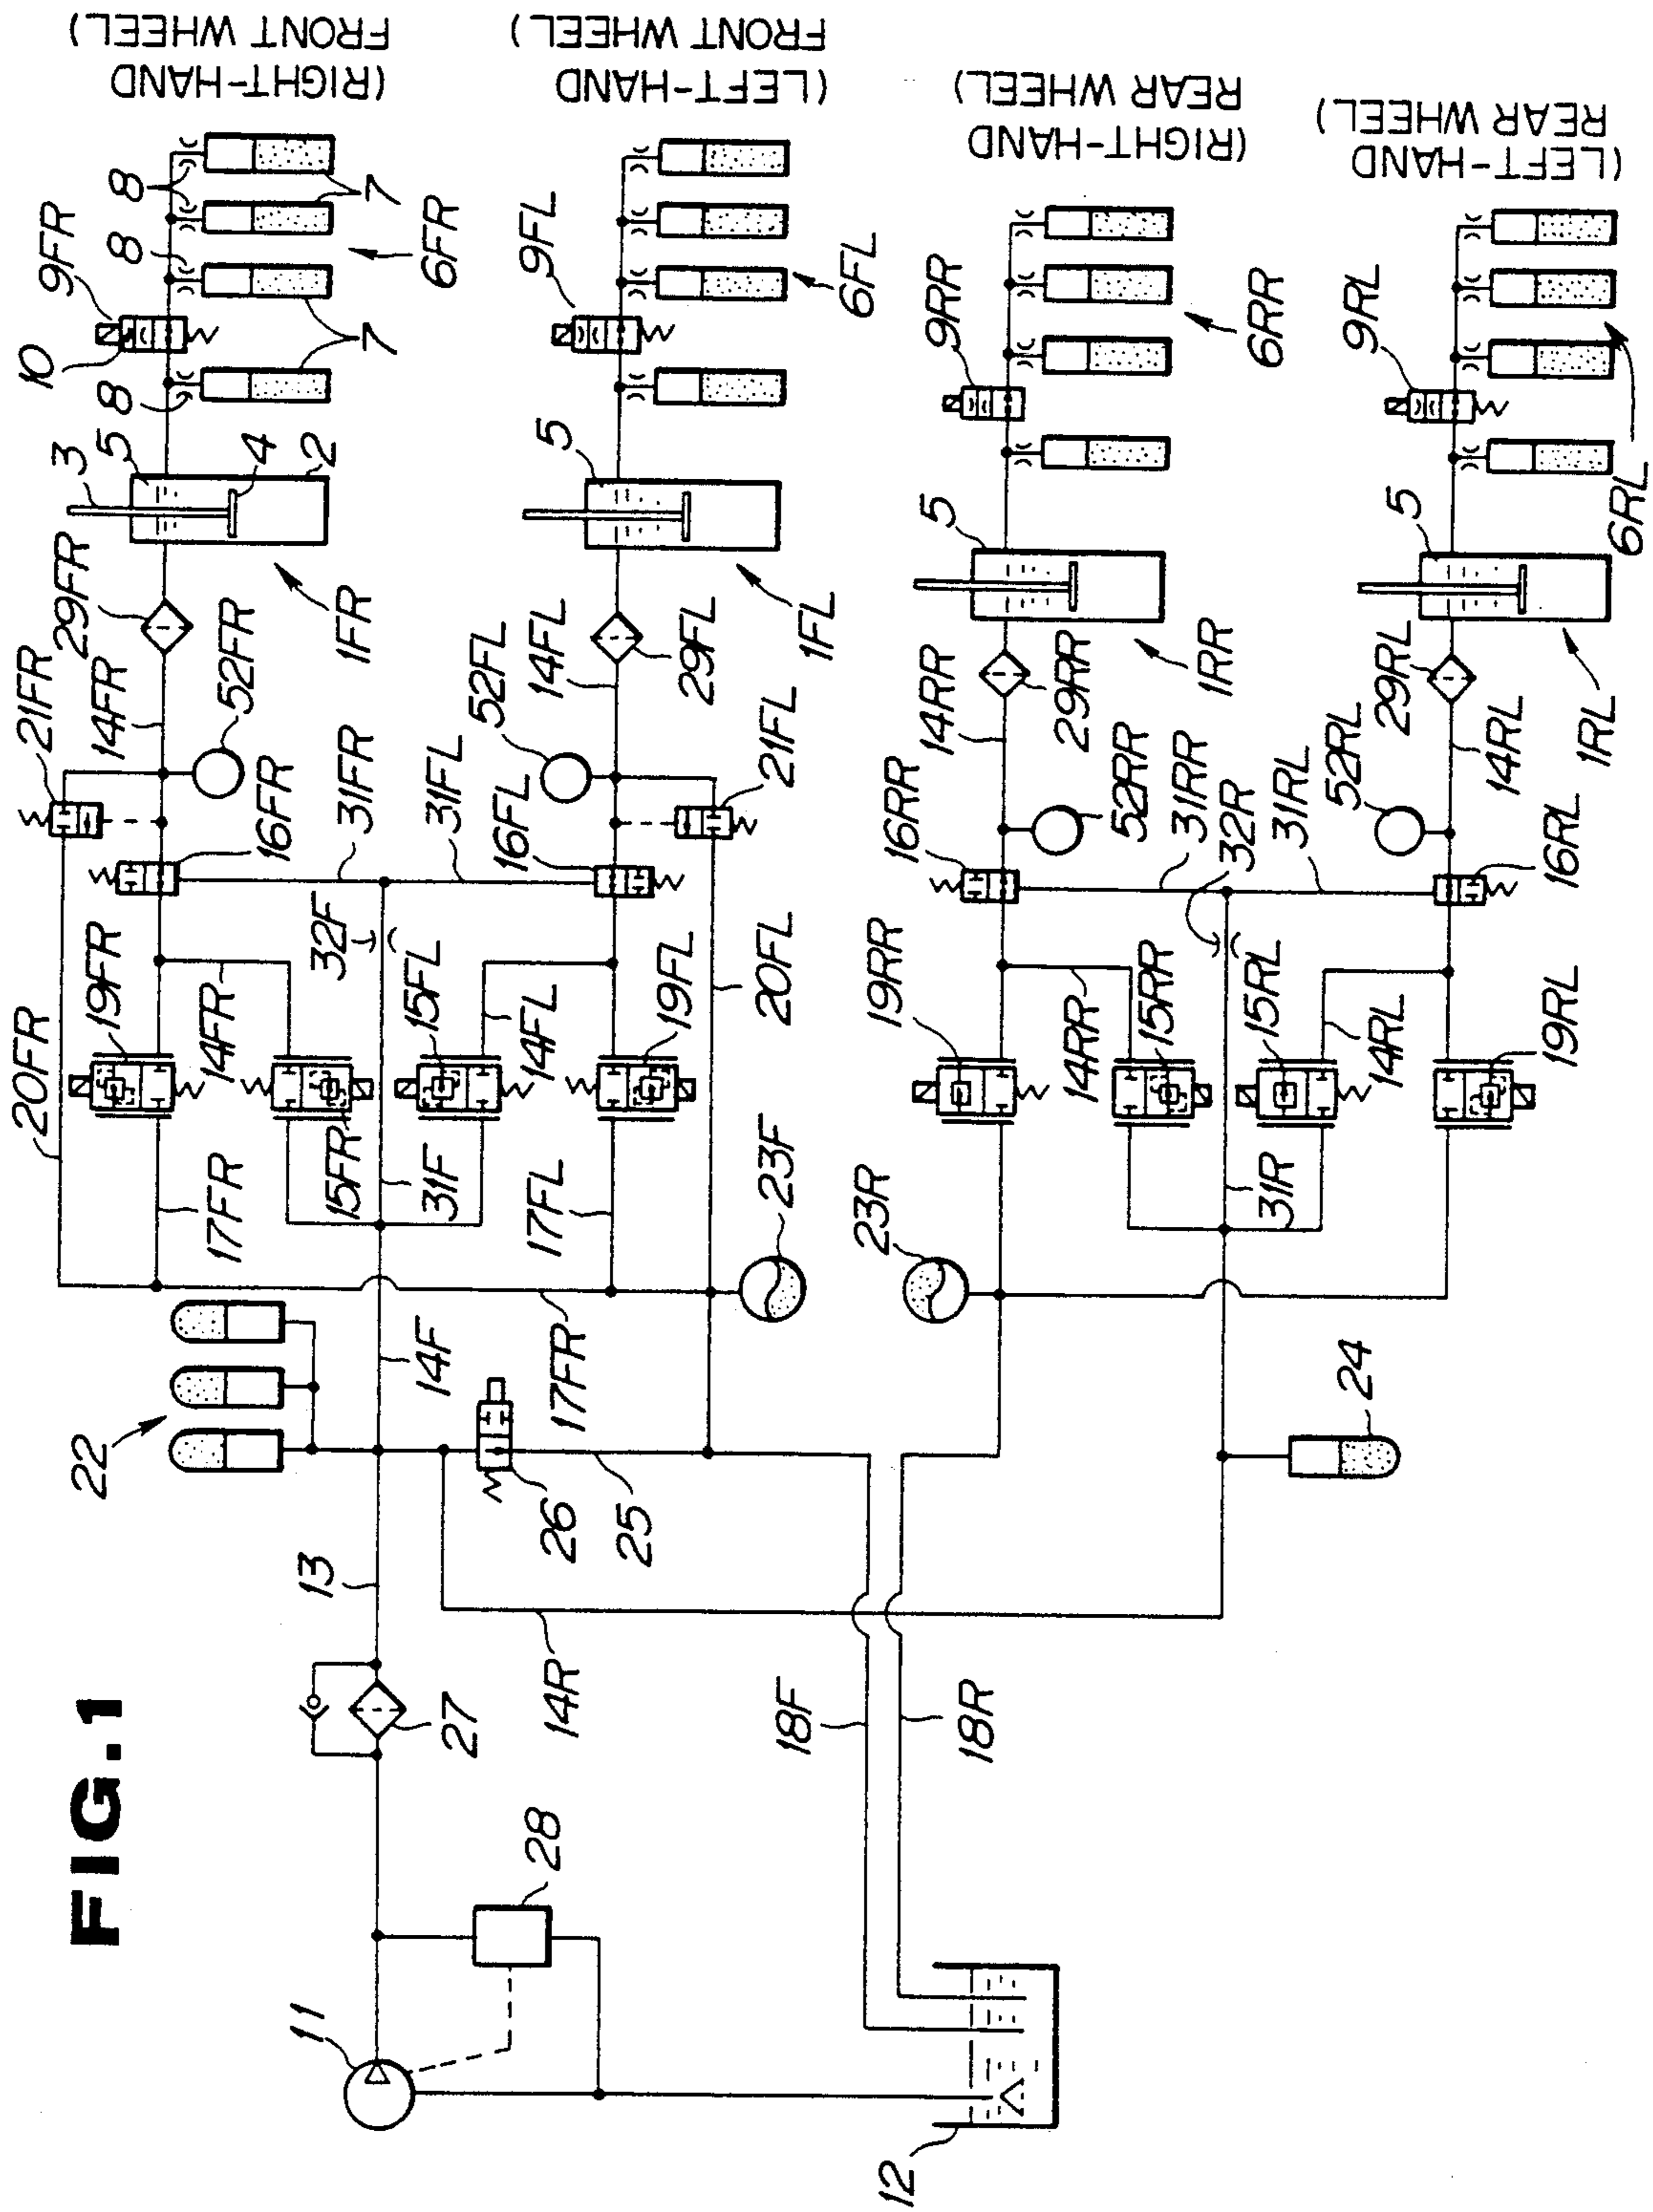 FIG.1
(RIGHT-HAND
FRONT WHEEL)
(LEFT-HAND
FRONT WHEEL)
(RIGHT-HAND
REAR WHEEL)
(LEFT-HAND
REAR WHEEL)
9FR
8
8
10
8
7
7
6FR
3
5
4
2
29FR
1FR
21FR
14FR
52FR
16FR
31FR
20FR
19FR
14FR
32F
15FR
17FR
31F
9FL
6FL
5
1FL
14FL
29FL
52FL
21FL
31FL
16FL
15FL
14FL
19FL
20FL
17FL
23F
17FR
22
14F
26
25
13
27
14R
28
11
12
18F
18R
9RR
6RR
5
1RR
14RR
29RR
52RR
16RR
31RR
32R
31RL
19RR
14RR
15RR
15RL
14RL
31R
23R
9RL
6RL
5
1RL
29RL
14RL
52RL
16RL
19RL
24